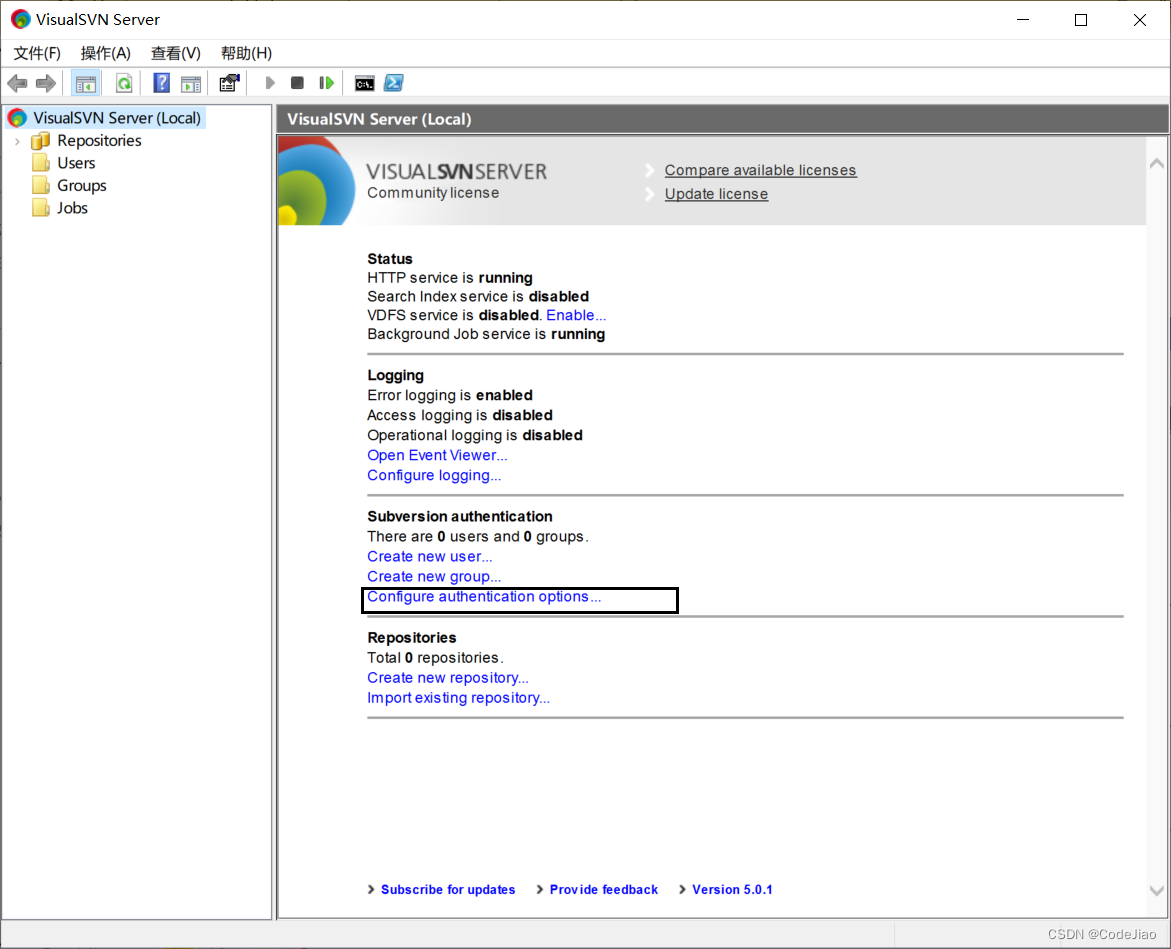 VisualSVN Server
文件(F) 操作(A) 查看(V) 帮助(H)
C:\.
VisualSVN Server (Local)
Repositories
Users
Groups
Jobs
VisualSVN Server (Local)
VISUALSVNSERVER
Community license
Compare available licenses
Update license
Status
HTTP service is running
Search Index service is disabled
VDFS service is disabled. Enable...
Background Job service is running
Logging
Error logging is enabled
Access logging is disabled
Operational logging is disabled
Open Event Viewer...
Configure logging...
Subversion authentication
There are 0 users and 0 groups.
Create new user...
Create new group...
Configure authentication options...
Repositories
Total 0 repositories.
Create new repository...
Import existing repository...
Subscribe for updates Provide feedback Version 5.0.1
CSDN @CodeJiao